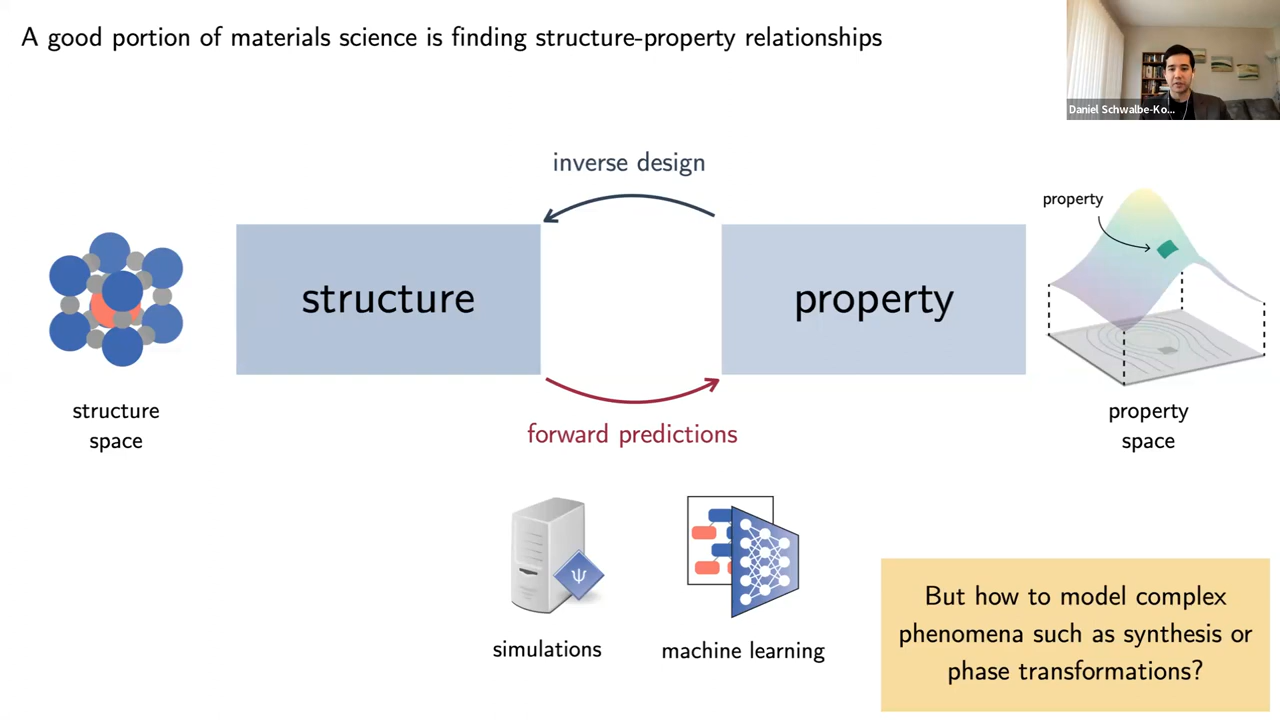 A good portion of materials science is finding structure-property relationships
Daniel Schwalbe-Ko...
inverse design
property
structure
property
structure
space
property
space
forward predictions
Ψ
simulations
machine learning
But how to model complex
phenomena such as synthesis or
phase transformations?